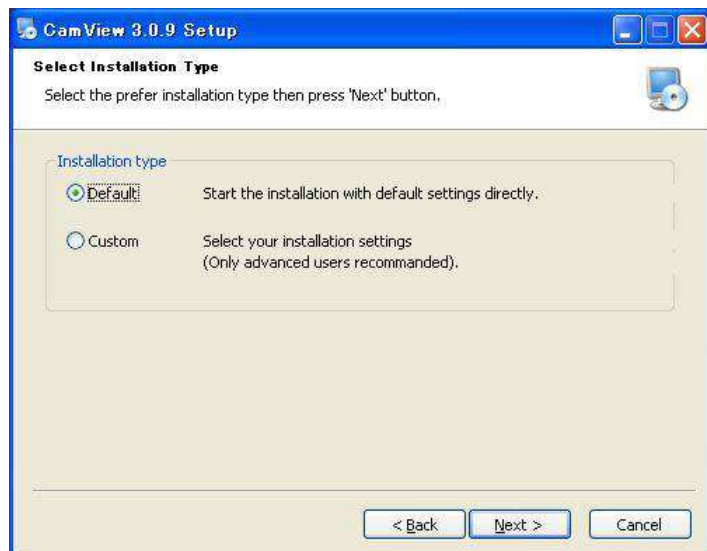 CamView 3.0.9 Setup
Select Installation Type
Select the prefer installation type then press 'Next' button.
Installation type
Default
Start the installation with default settings directly.
Custom
Select your installation settings
(Only advanced users recommanded).
< Back
Next >
Cancel